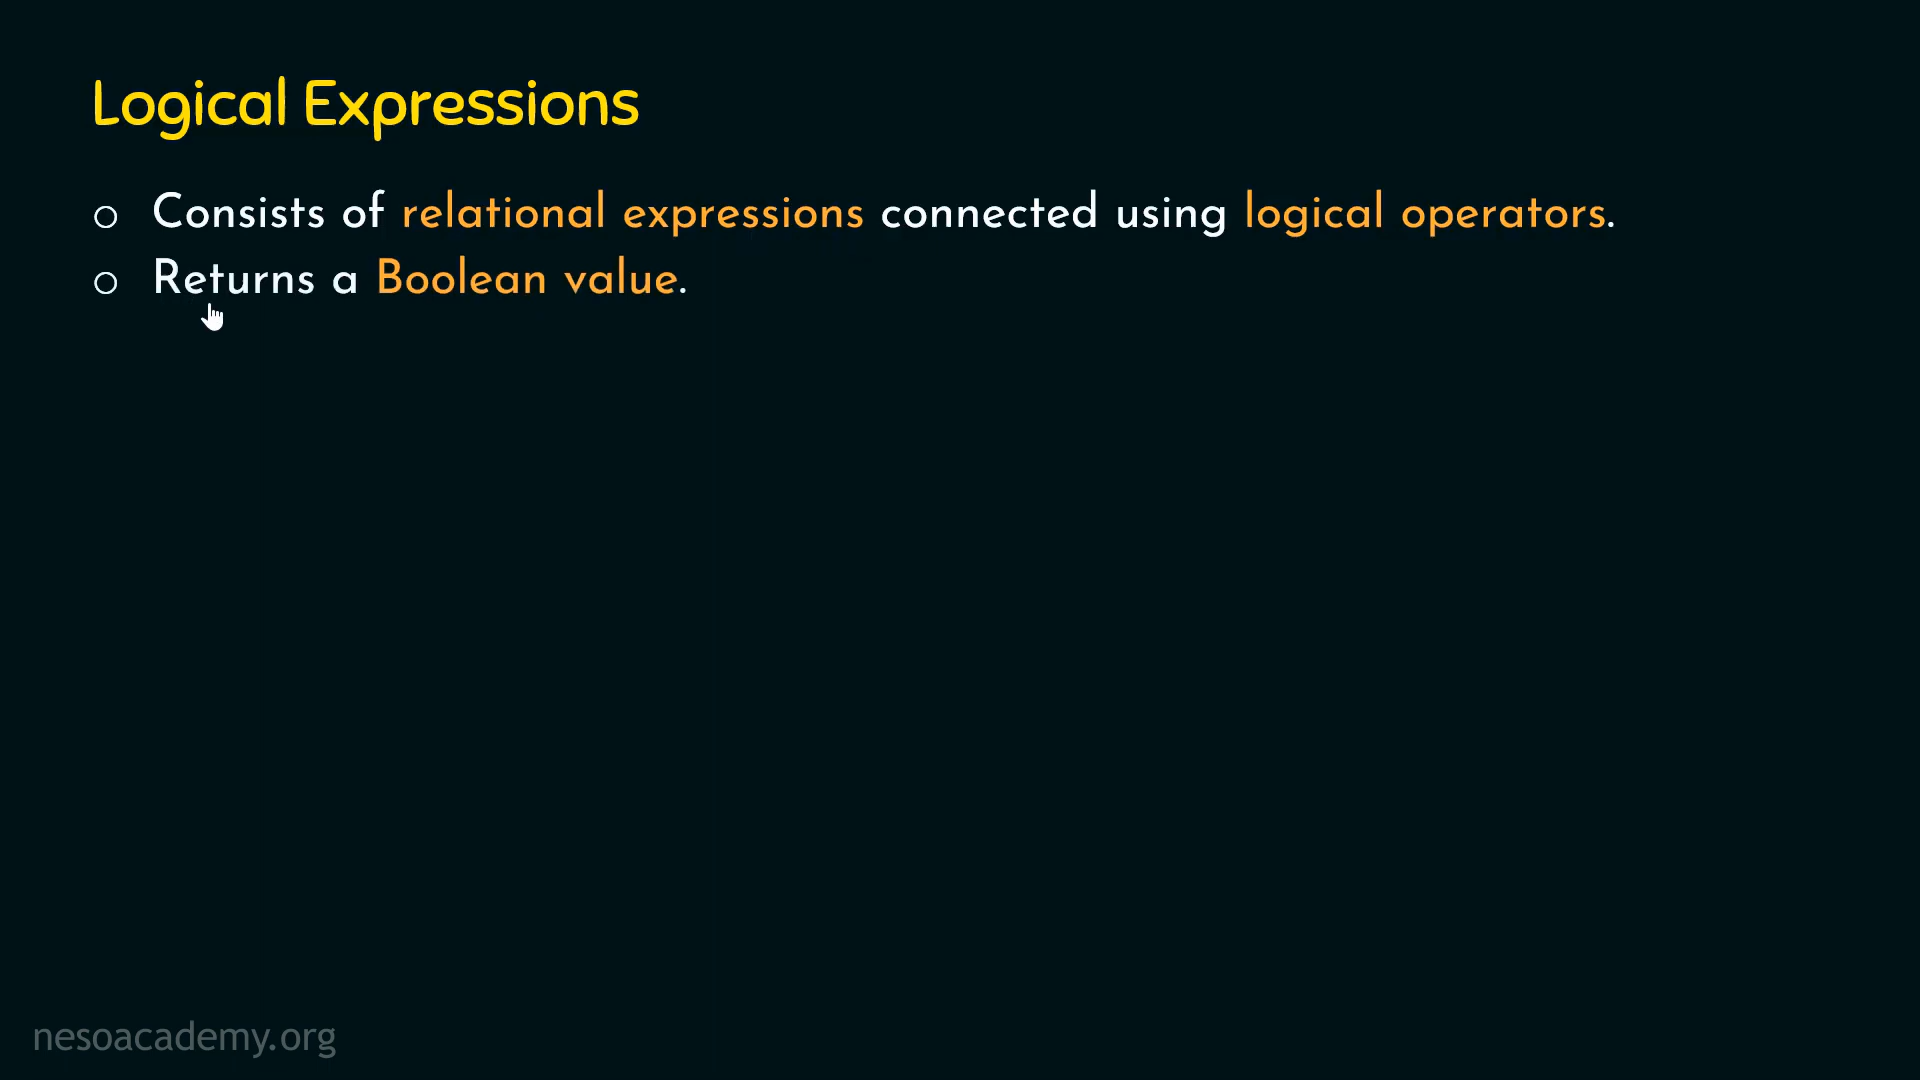 Logical Expressions
○ Consists of relational expressions connected using logical operators.
○ Returns a Boolean value.
nesoacademy.org